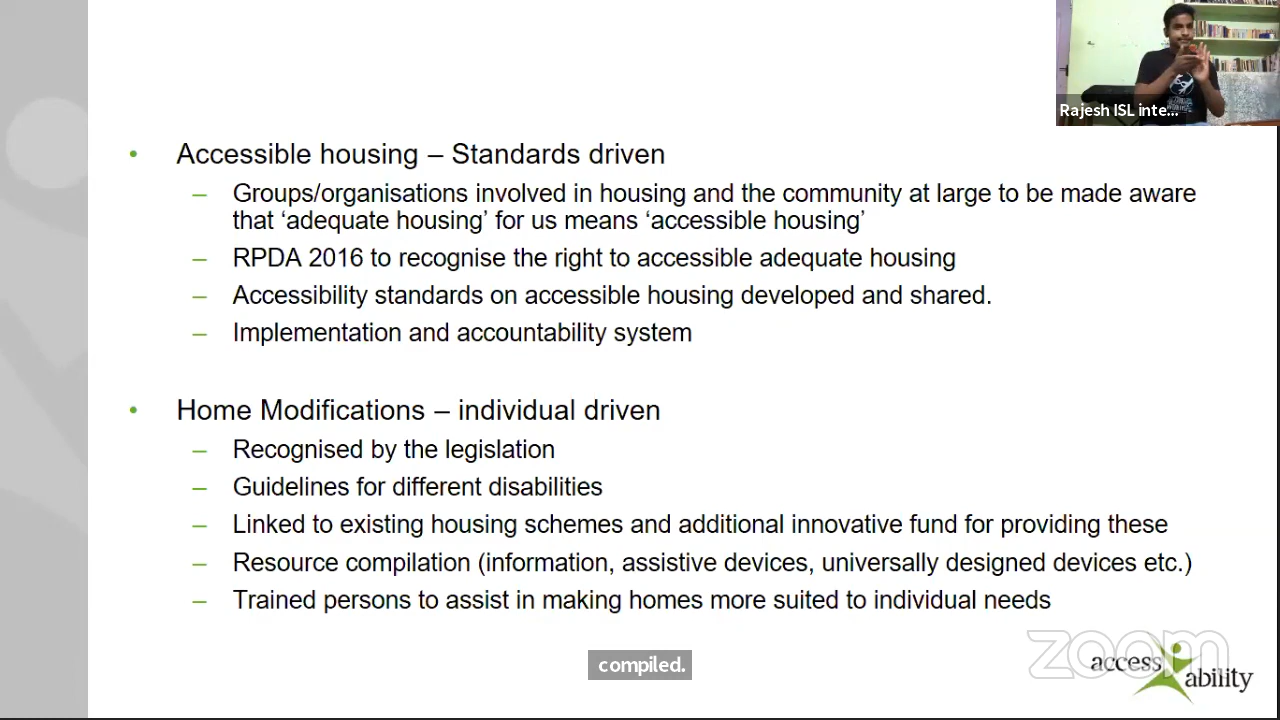 Rajesh ISL inte...
• Accessible housing – Standards driven
– Groups/organisations involved in housing and the community at large to be made aware
that ‘adequate housing’ for us means ‘accessible housing’
– RPDA 2016 to recognise the right to accessible adequate housing
– Accessibility standards on accessible housing developed and shared.
– Implementation and accountability system
• Home Modifications – individual driven
– Recognised by the legislation
– Guidelines for different disabilities
– Linked to existing housing schemes and additional innovative fund for providing these
– Resource compilation (information, assistive devices, universally designed devices etc.)
– Trained persons to assist in making homes more suited to individual needs
compiled.
zoom
access ability